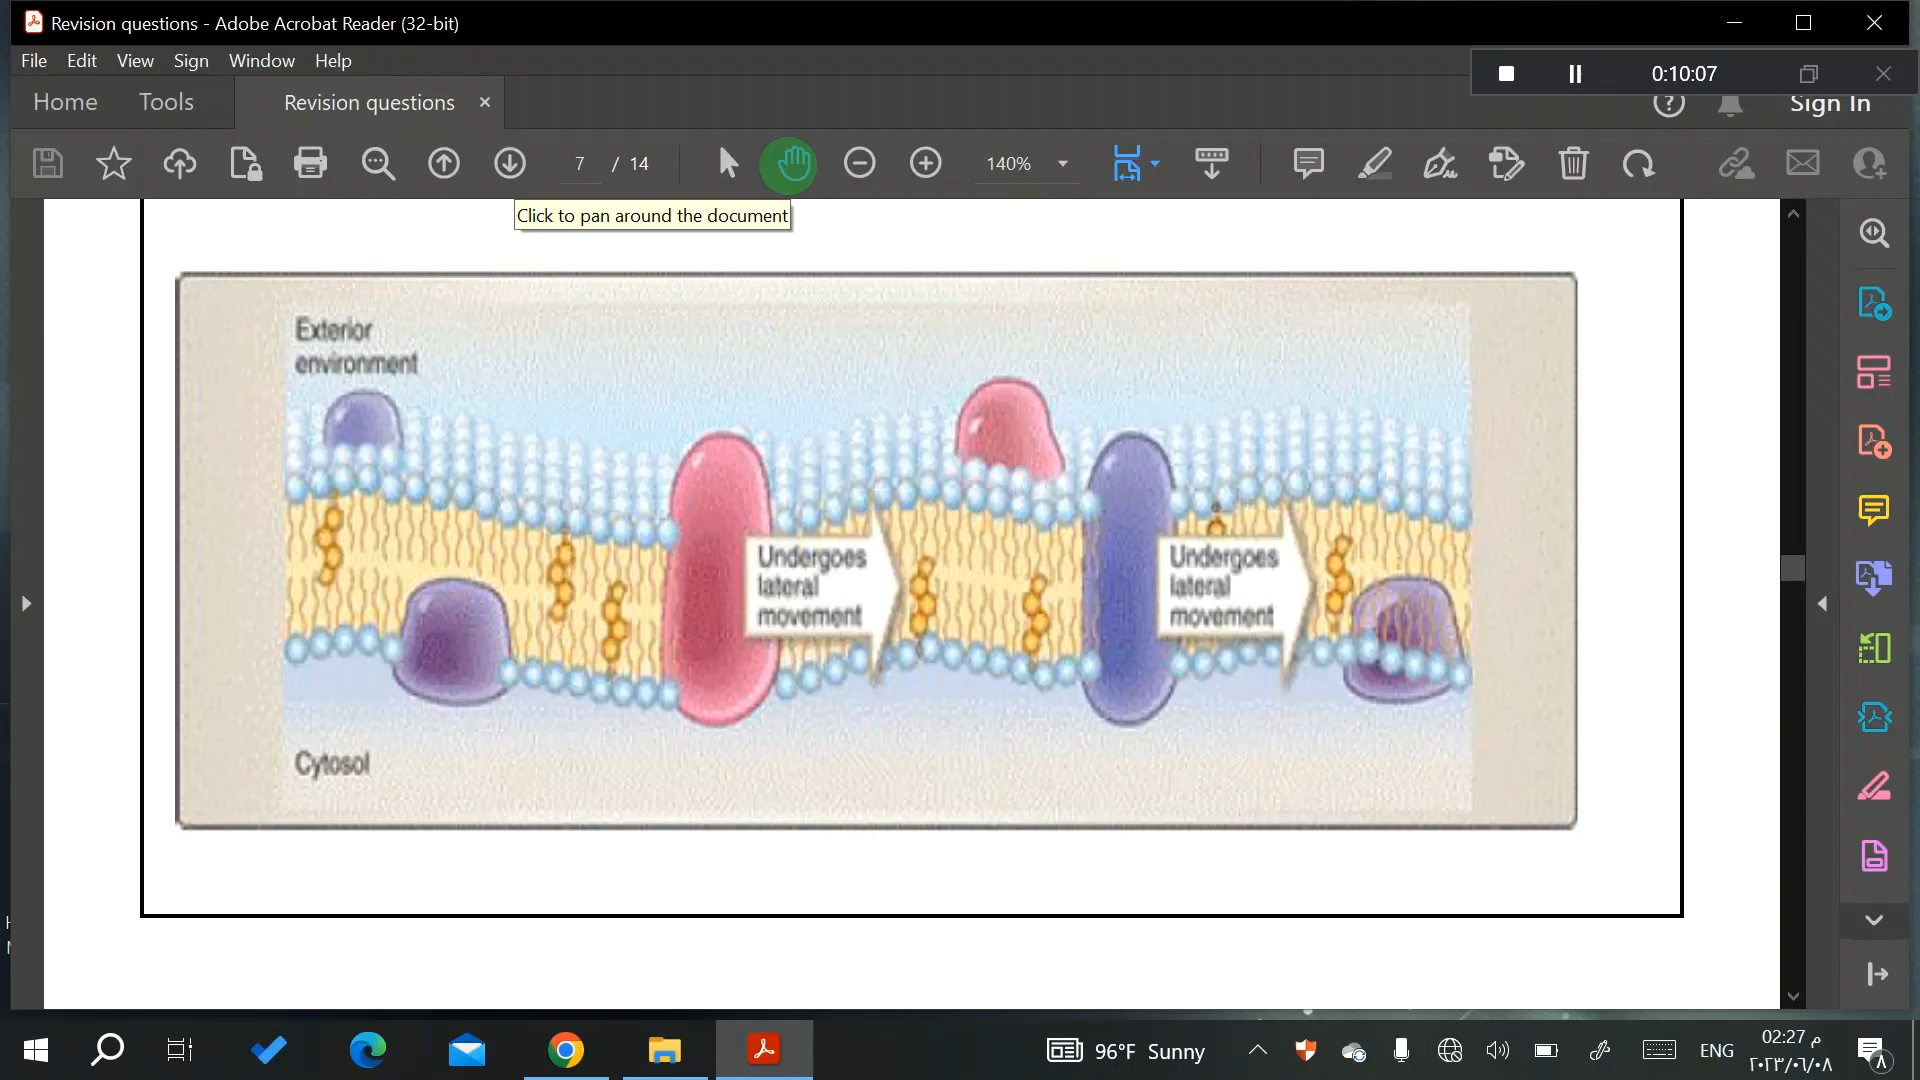 Revision questions - Adobe Acrobat Reader (32-bit)
File Edit View Sign Window Help
0:10:07
Home Tools Revision questions
Sign In
7 / 14
140%
Click to pan around the document
Exterior
environment
Undergoes
lateral
movement
Undergoes
lateral
movement
Cytosol
96°F Sunny
ENG
02:27 م
٢٠٢٣/٠٦/٠٨
٨